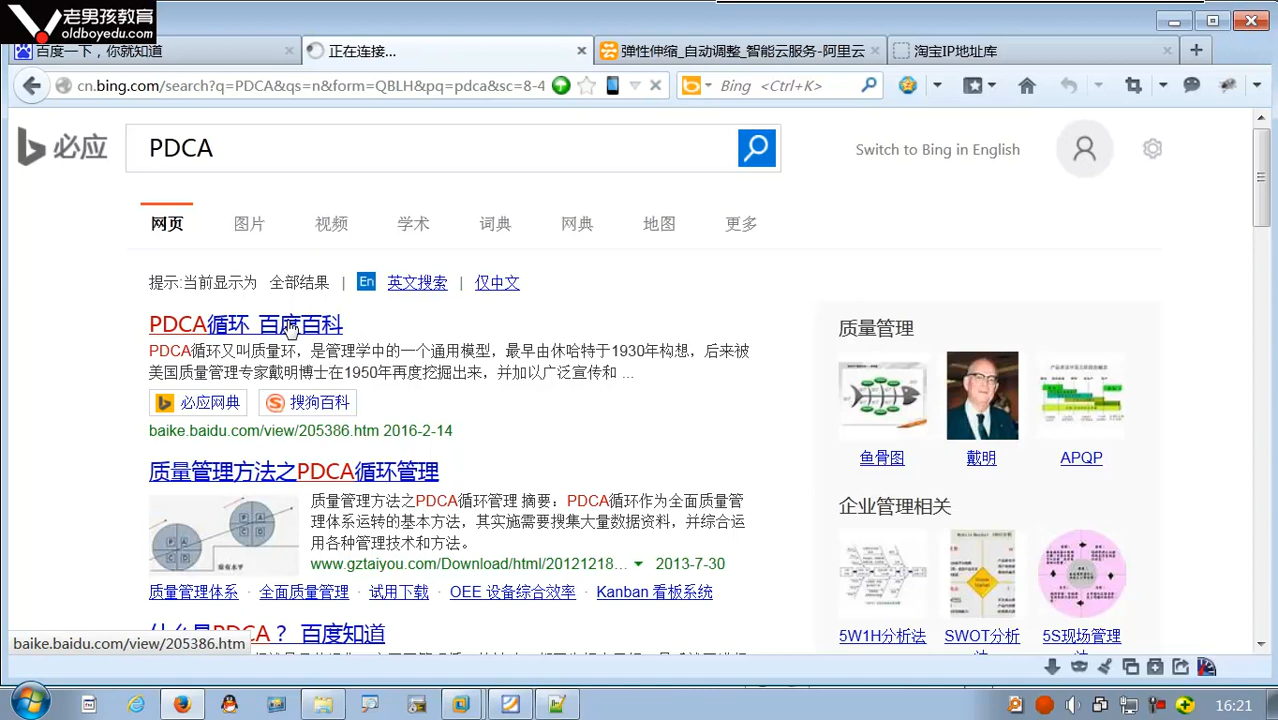 老男孩教育
oldboyedu.com
百度一下，你就知道
正在连接...
弹性伸缩_自动调整_智能云服务-阿里云
淘宝IP地址库
cn.bing.com/search?q=PDCA&qs=n&form=QBLH&pq=pdca&sc=8-4
Bing <Ctrl+K>
必应
PDCA
Switch to Bing in English
网页 图片 视频 学术 词典 网典 地图 更多
提示:当前显示为 全部结果 | En 英文搜索 | 仅中文
PDCA循环_百度百科
PDCA循环又叫质量环，是管理学中的一个通用模型，最早由休哈特于1930年构想，后来被
美国质量管理专家戴明博士在1950年再度挖掘出来，并加以广泛宣传和 ...
必应网典 搜狗百科
baike.baidu.com/view/205386.htm 2016-2-14
质量管理方法之PDCA循环管理
质量管理方法之PDCA循环管理 摘要：PDCA循环作为全面质量管
理体系运转的基本方法，其实施需要搜集大量数据资料，并综合运
用各种管理技术和方法。
www.gztaiyou.com/Download/html/20121218... 2013-7-30
质量管理体系 · 全面质量管理 · 试用下载 · OEE 设备综合效率 · Kanban 看板系统
什么是PDCA？_百度知道
质量管理
鱼骨图 戴明 APQP
企业管理相关
5W1H分析法 SWOT分析法 5S现场管理法
baike.baidu.com/view/205386.htm
16:21